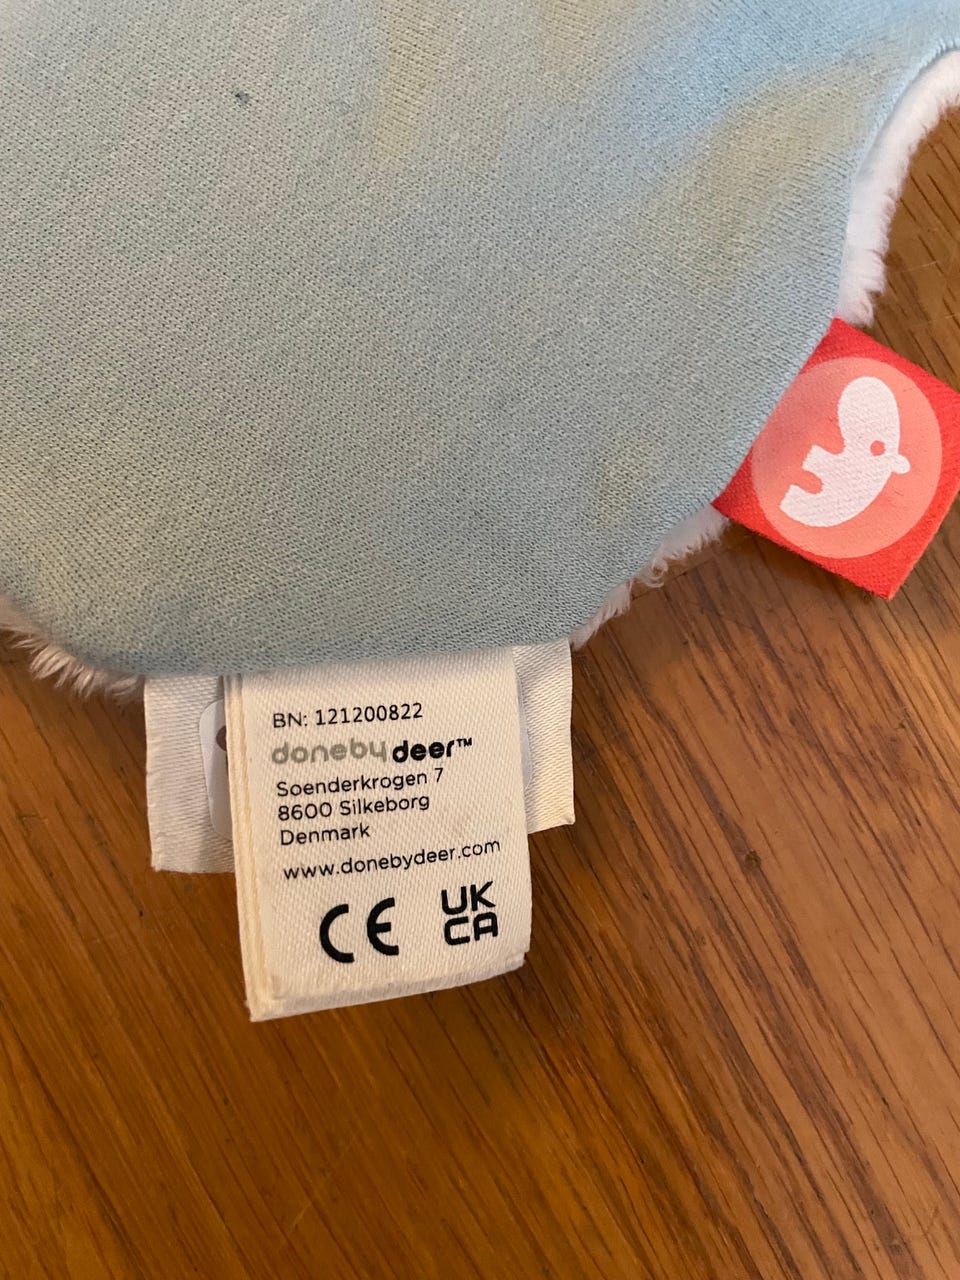 BN: 121200822
donebydeer™
Soenderkrogen 7
8600 Silkeborg
Denmark
www.donebydeer.com
CE UK
CA